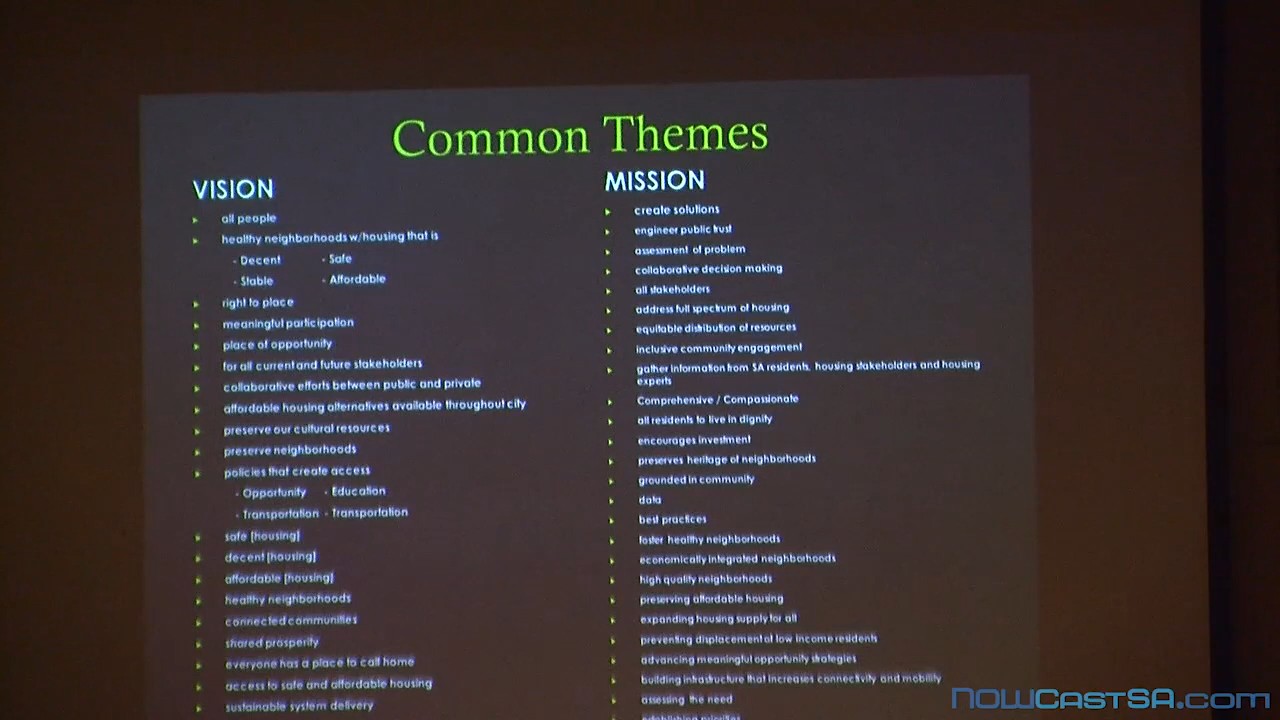 Common Themes
VISION
all people
healthy neighborhoods w/housing that is
- Decent - Safe
- Stable - Affordable
right to place
meaningful participation
place of opportunity
for all current and future stakeholders
collaborative efforts between public and private
affordable housing alternatives available throughout city
preserve our cultural resources
preserve neighborhoods
policies that create access
- Opportunity - Education
- Transportation - Transportation
safe [housing]
decent [housing]
affordable [housing]
healthy neighborhoods
connected communities
shared prosperity
everyone has a place to call home
access to safe and affordable housing
sustainable system delivery
MISSION
create solutions
engineer public trust
assessment of problem
collaborative decision making
all stakeholders
address full spectrum of housing
equitable distribution of resources
inclusive community engagement
gather information from SA residents, housing stakeholders and housing
experts
Comprehensive / Compassionate
all residents to live in dignity
encourages investment
preserves heritage of neighborhoods
grounded in community
data
best practices
foster healthy neighborhoods
economically integrated neighborhoods
high quality neighborhoods
preserving affordable housing
expanding housing supply for all
preventing displacement of low income residents
advancing meaningful opportunity strategies
building infrastructure that increases connectivity and mobility
assessing the need
establishing priorities
NOWCASTSA.com